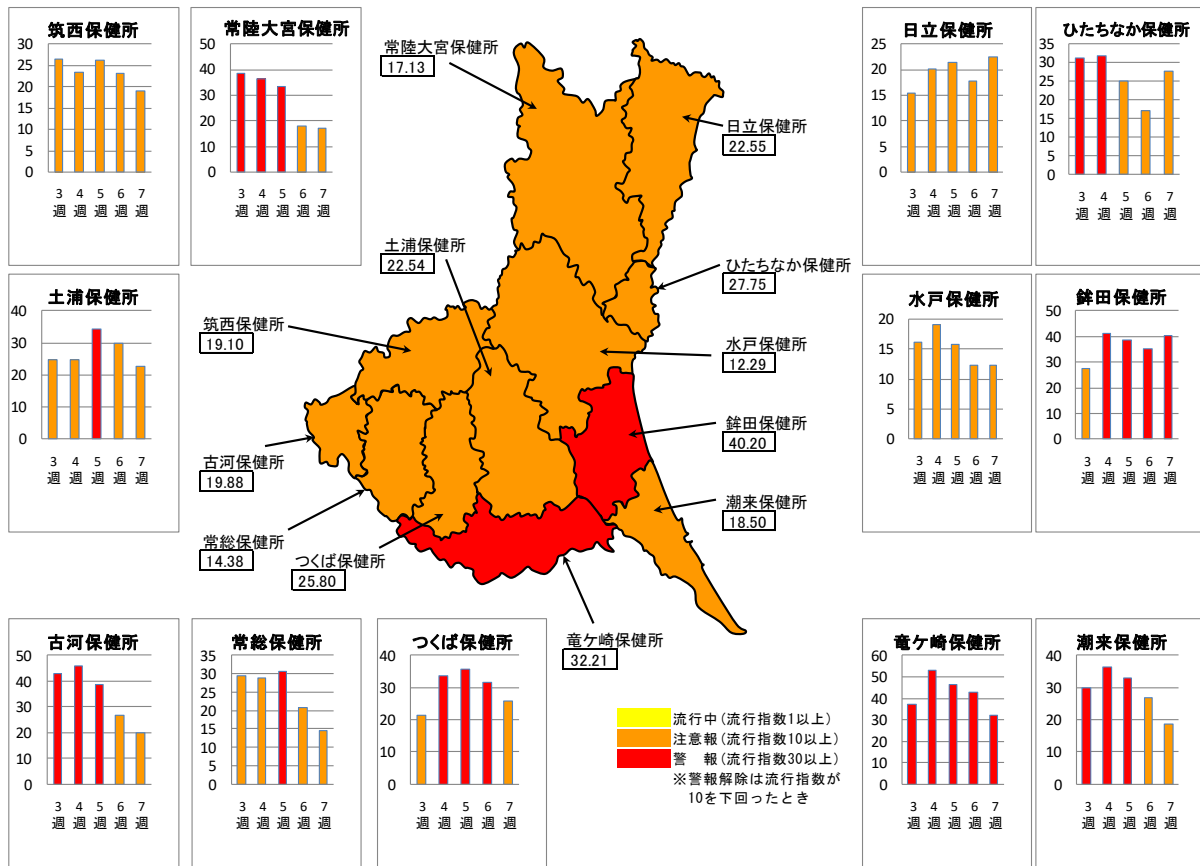 筑西保健所
30
25
20
15
10
5
0
3週
4週
5週
6週
7週
常陸大宮保健所
50
40
30
20
10
0
3週
4週
5週
6週
7週
常陸大宮保健所
17.13
日立保健所
22.55
土浦保健所
22.54
ひたちなか保健所
27.75
筑西保健所
19.10
水戸保健所
12.29
鉾田保健所
40.20
古河保健所
19.88
潮来保健所
18.50
常総保健所
14.38
つくば保健所
25.80
竜ケ崎保健所
32.21
日立保健所
25
20
15
10
5
0
3週
4週
5週
6週
7週
ひたちなか保健所
35
30
25
20
15
10
5
0
3週
4週
5週
6週
7週
土浦保健所
40
30
20
10
0
3週
4週
5週
6週
7週
水戸保健所
20
15
10
5
0
3週
4週
5週
6週
7週
鉾田保健所
50
40
30
20
10
0
3週
4週
5週
6週
7週
古河保健所
50
40
30
20
10
0
3週
4週
5週
6週
7週
常総保健所
35
30
25
20
15
10
5
0
3週
4週
5週
6週
7週
つくば保健所
40
30
20
10
0
3週
4週
5週
6週
7週
流行中(流行指数1以上)
注意報(流行指数10以上)
警 報(流行指数30以上)
※警報解除は流行指数が
10を下回ったとき
竜ケ崎保健所
60
50
40
30
20
10
0
3週
4週
5週
6週
7週
潮来保健所
40
30
20
10
0
3週
4週
5週
6週
7週